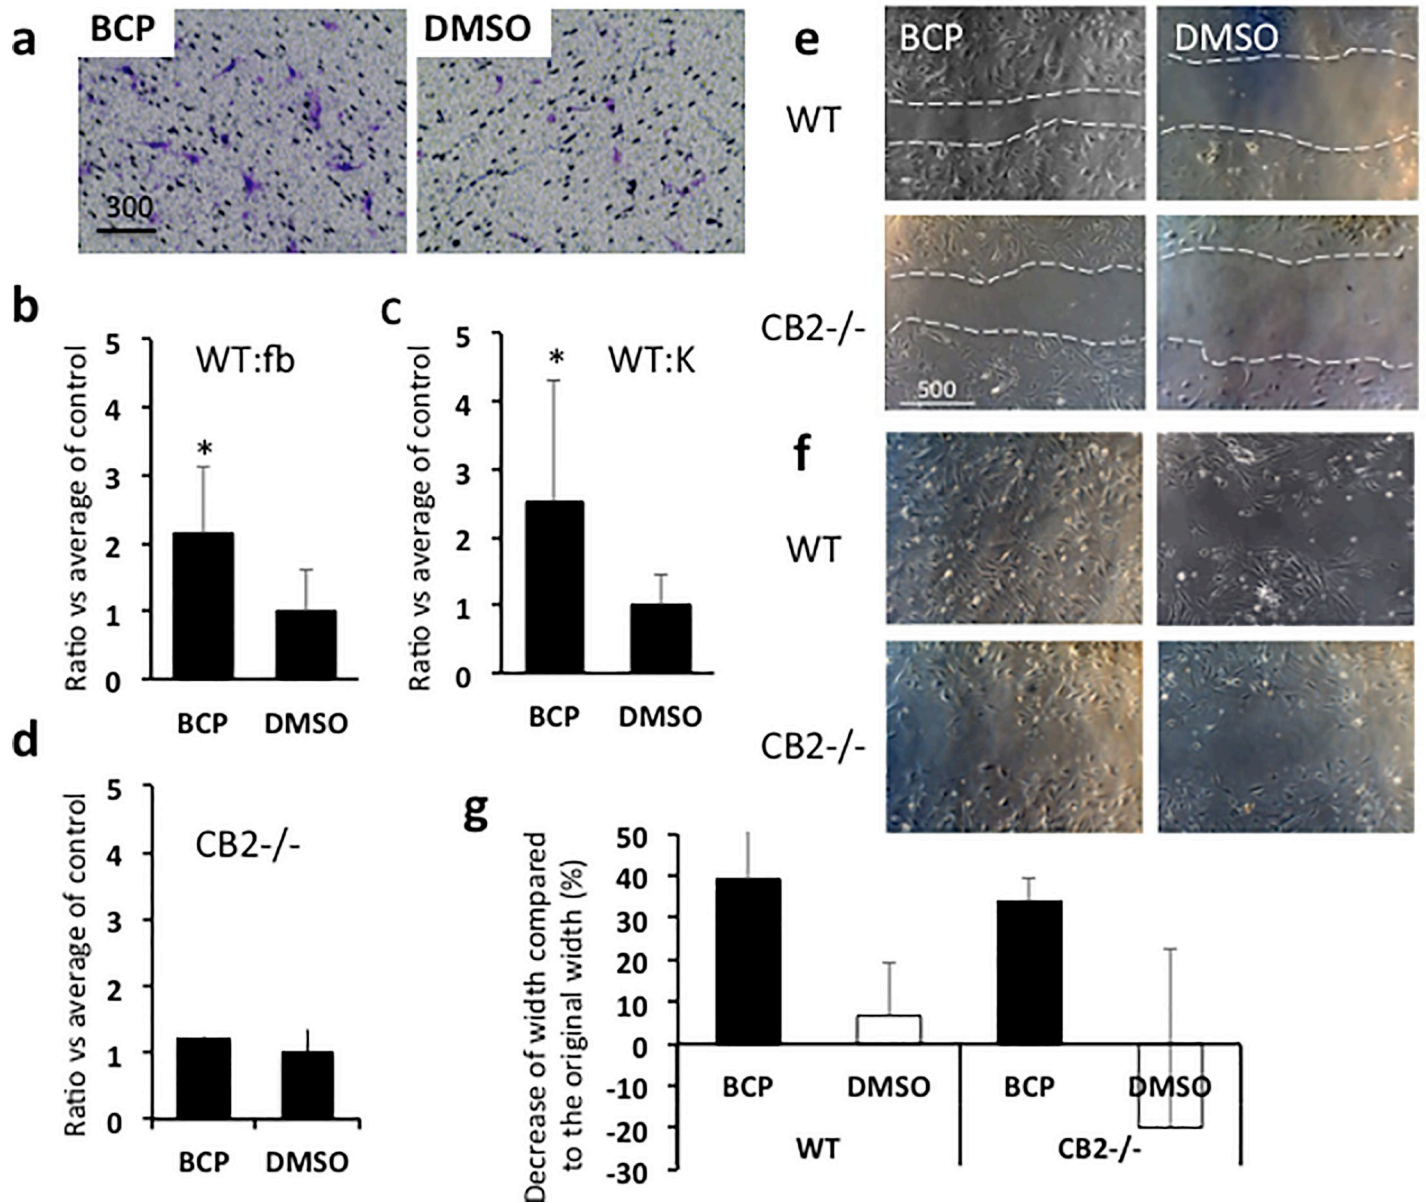 a
BCP
DMSO
300
b
WT:fb
Ratio vs average of control
5
4
3
2
1
0
*
BCP
DMSO
c
WT:K
Ratio vs average of control
5
4
3
2
1
0
*
BCP
DMSO
d
CB2-/-
Ratio vs average of control
5
4
3
2
1
0
BCP
DMSO
e
BCP
DMSO
WT
CB2-/-
500
f
WT
CB2-/-
g
Decrease of width compared
to the original width (%)
50
40
30
20
10
0
-10
-20
-30
BCP
DMSO
BCP
DMSO
WT
CB2-/-